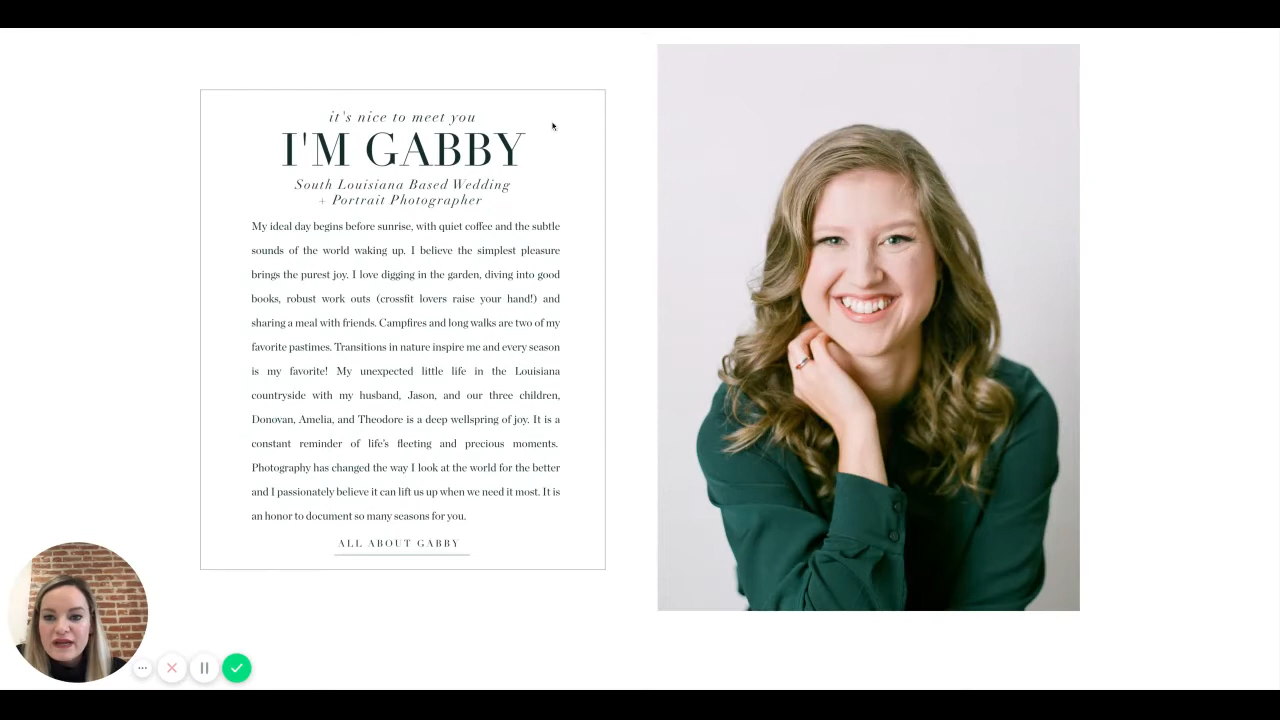 it's nice to meet you
I'M GABBY
South Louisiana Based Wedding
+ Portrait Photographer
My ideal day begins before sunrise, with quiet coffee and the subtle
sounds of the world waking up. I believe the simplest pleasure
brings the purest joy. I love digging in the garden, diving into good
books, robust work outs (crossfit lovers raise your hand!) and
sharing a meal with friends. Campfires and long walks are two of my
favorite pastimes. Transitions in nature inspire me and every season
is my favorite! My unexpected little life in the Louisiana
countryside with my husband, Jason, and our three children,
Donovan, Amelia, and Theodore is a deep wellspring of joy. It is a
constant reminder of life's fleeting and precious moments.
Photography has changed the way I look at the world for the better
and I passionately believe it can lift us up when we need it most. It is
an honor to document so many seasons for you.
ALL ABOUT GABBY